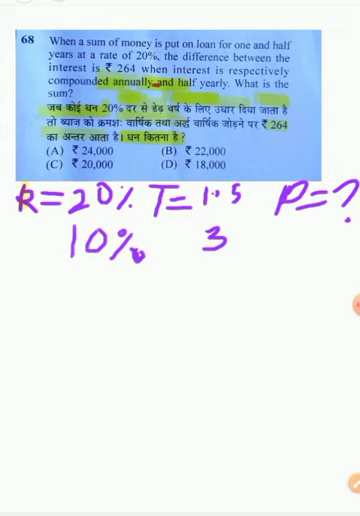 68 When a sum of money is put on loan for one and half
years at a rate of 20%, the difference between the
interest is ₹ 264 when interest is respectively
compounded annually and half yearly. What is the
sum?
जब कोई धन 20% दर से डेढ़ वर्ष के लिए उधार दिया जाता है
तो ब्याज को क्रमशः वार्षिक तथा अर्द्ध वार्षिक जोड़ने पर ₹ 264
का अन्तर आता है। धन कितना है?
(A) ₹ 24,000 (B) ₹ 22,000
(C) ₹ 20,000 (D) ₹ 18,000
R=20% T=1.5 P=?
10% 3